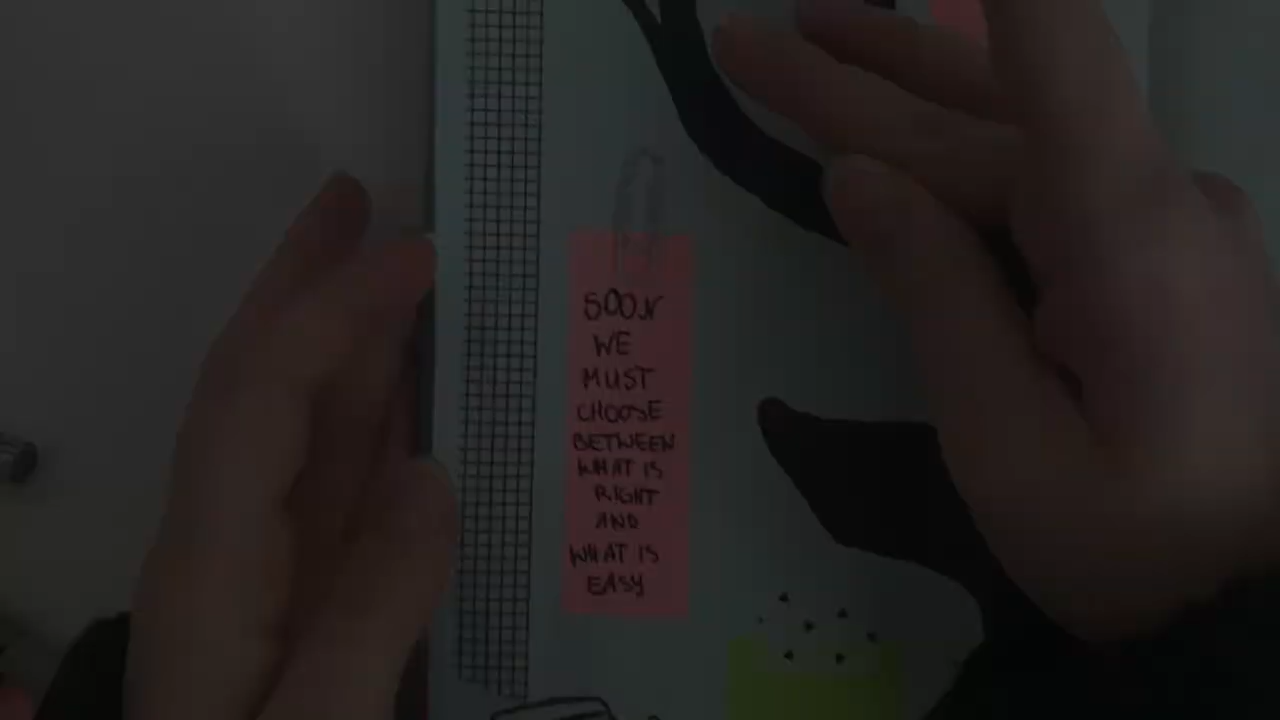 SOON
WE
MUST
CHOOSE
BETWEEN
WHAT IS
RIGHT
AND
WHAT IS
EASY